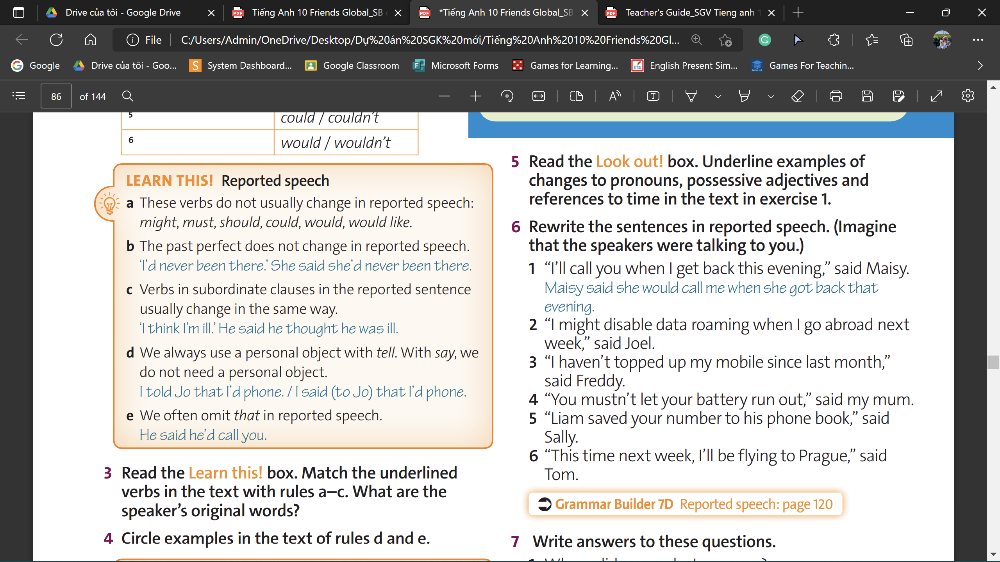 Drive của tôi - Google Drive
Tiếng Anh 10 Friends Global_SB
*Tiếng Anh 10 Friends Global_SB
Teacher's Guide_SGV Tieng anh 1
File
C:/Users/Admin/OneDrive/Desktop/Dự%20án%20SGK%20mới/Tiếng%20Anh%2010%20Friends%20Gl...
Google
Drive của tôi - Goo...
System Dashboard...
Google Classroom
Microsoft Forms
Games for Learning...
English Present Sim...
Games For Teachin...
86 of 144
5 could / couldn't
6 would / wouldn't
LEARN THIS! Reported speech
a These verbs do not usually change in reported speech:
might, must, should, could, would, would like.
b The past perfect does not change in reported speech.
'I'd never been there.' She said she'd never been there.
c Verbs in subordinate clauses in the reported sentence
usually change in the same way.
'I think I'm ill.' He said he thought he was ill.
d We always use a personal object with tell. With say, we
do not need a personal object.
I told Jo that I'd phone. / I said (to Jo) that I'd phone.
e We often omit that in reported speech.
He said he'd call you.
3 Read the Learn this! box. Match the underlined
verbs in the text with rules a–c. What are the
speaker's original words?
4 Circle examples in the text of rules d and e.
5 Read the Look out! box. Underline examples of
changes to pronouns, possessive adjectives and
references to time in the text in exercise 1.
6 Rewrite the sentences in reported speech. (Imagine
that the speakers were talking to you.)
1 “I'll call you when I get back this evening,” said Maisy.
Maisy said she would call me when she got back that
evening.
2 “I might disable data roaming when I go abroad next
week,” said Joel.
3 “I haven't topped up my mobile since last month,”
said Freddy.
4 “You mustn't let your battery run out,” said my mum.
5 “Liam saved your number to his phone book,” said
Sally.
6 “This time next week, I'll be flying to Prague,” said
Tom.
Grammar Builder 7D Reported speech: page 120
7 Write answers to these questions.